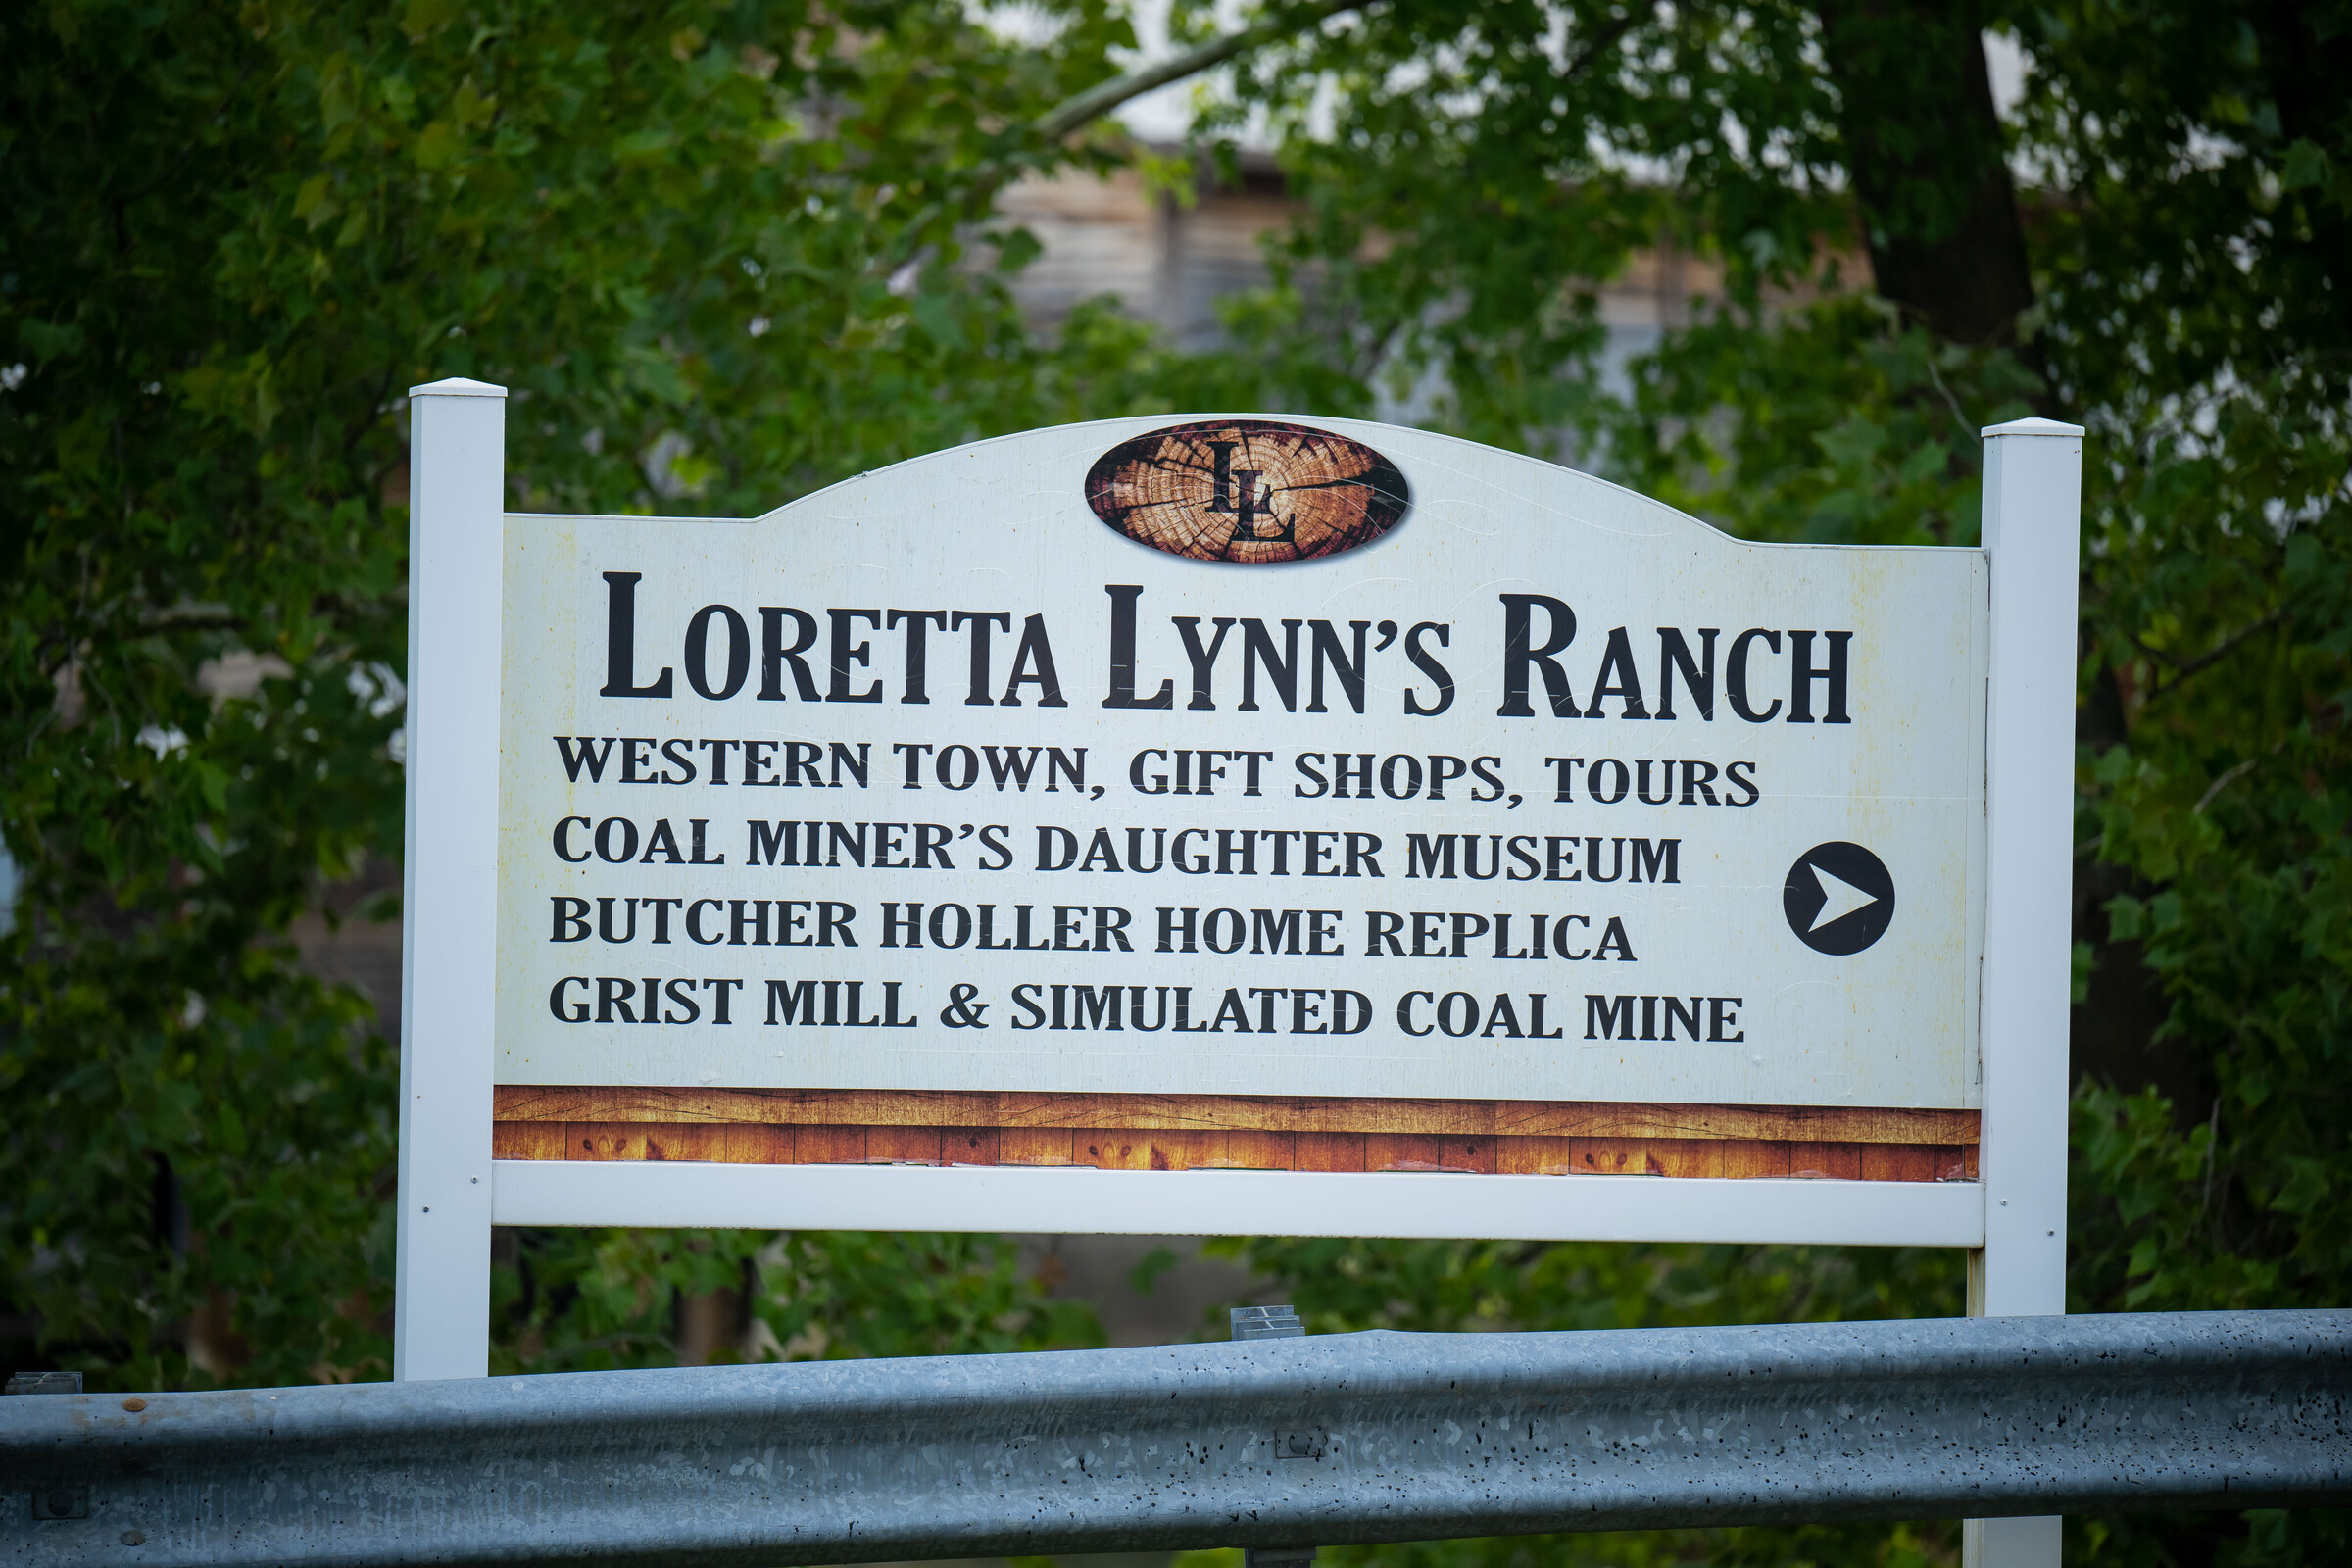 LL
LORETTA LYNN'S RANCH
WESTERN TOWN, GIFT SHOPS, TOURS
COAL MINER'S DAUGHTER MUSEUM
BUTCHER HOLLER HOME REPLICA
GRIST MILL & SIMULATED COAL MINE